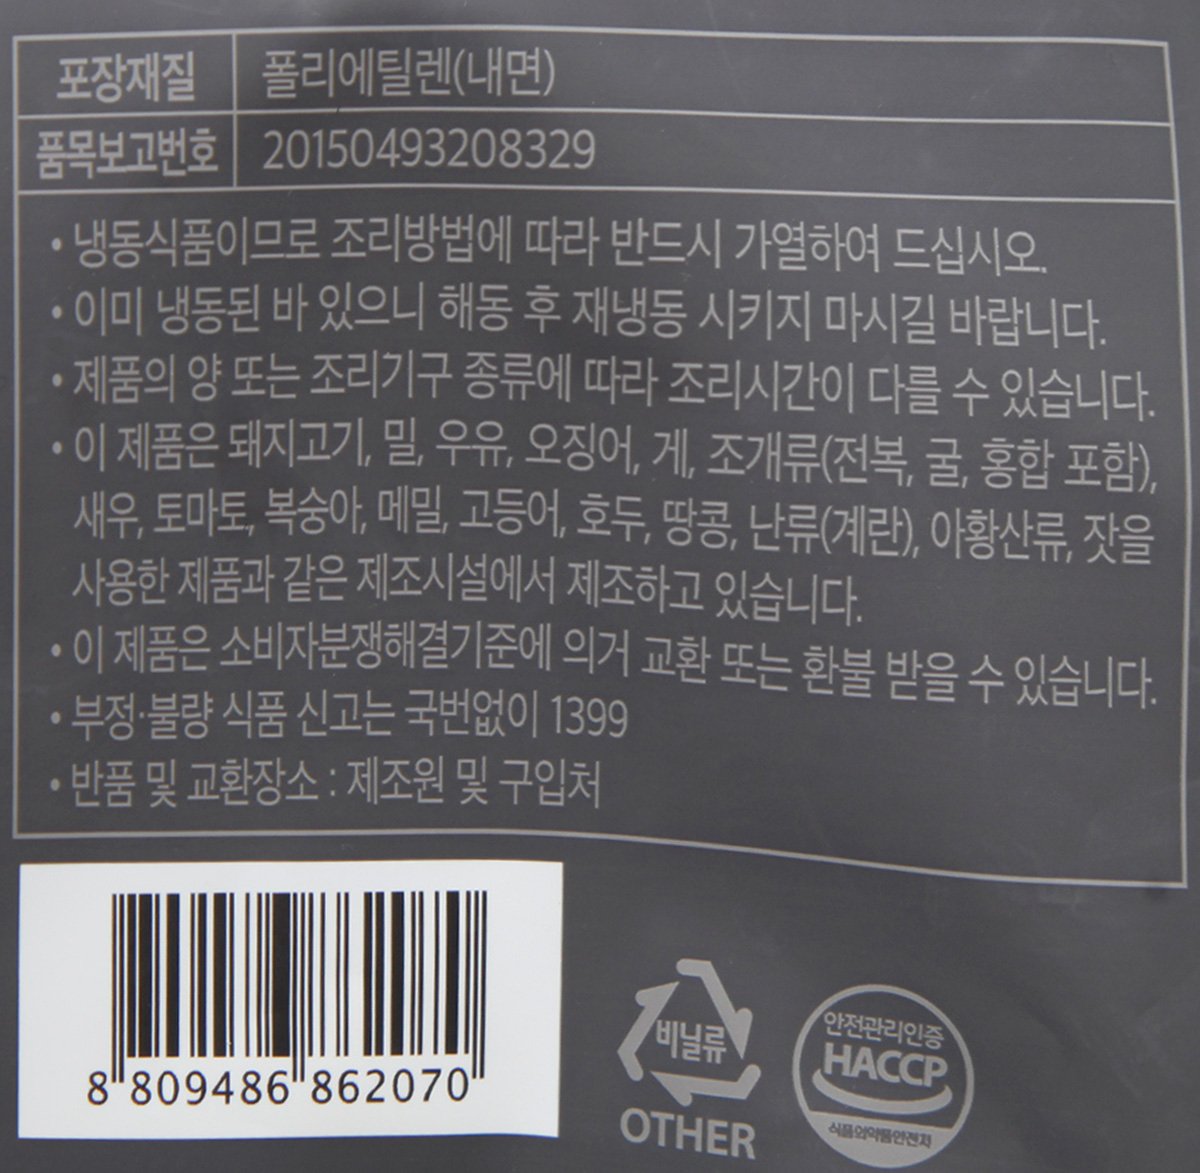 포장재질 폴리에틸렌(내면)
품목보고번호 20150493208329
• 냉동식품이므로 조리방법에 따라 반드시 가열하여 드십시오.
• 이미 냉동된 바 있으니 해동 후 재냉동 시키지 마시길 바랍니다.
• 제품의 양 또는 조리기구 종류에 따라 조리시간이 다를 수 있습니다.
• 이 제품은 돼지고기, 밀, 우유, 오징어, 게, 조개류(전복, 굴, 홍합 포함),
새우, 토마토, 복숭아, 메밀, 고등어, 호두, 땅콩, 난류(계란), 아황산류, 잣을
사용한 제품과 같은 제조시설에서 제조하고 있습니다.
• 이 제품은 소비자분쟁해결기준에 의거 교환 또는 환불 받을 수 있습니다.
• 부정·불량 식품 신고는 국번없이 1399
• 반품 및 교환장소 : 제조원 및 구입처
8 809486 862070
비닐류
OTHER
안전관리인증
HACCP
식품의약품안전처